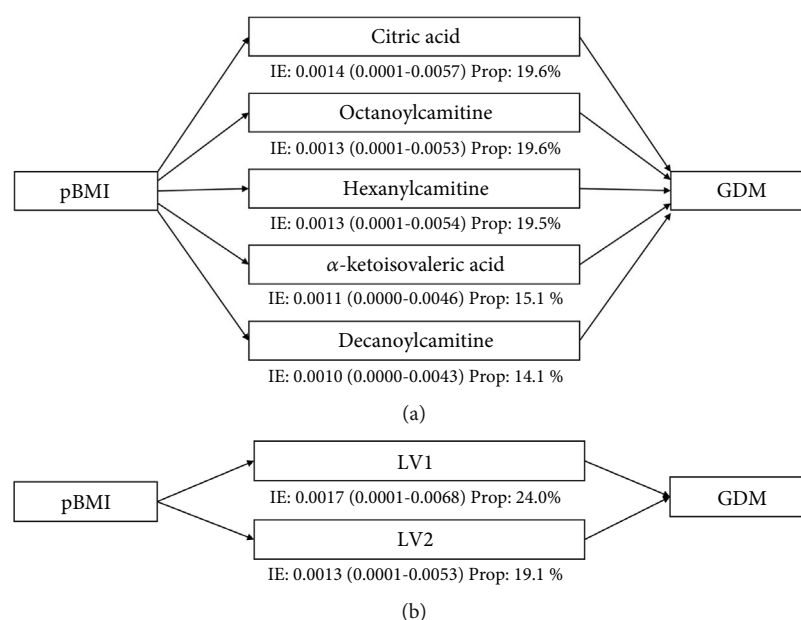 Citric acid
IE: 0.0014 (0.0001-0.0057) Prop: 19.6%
Octanoylcamitine
IE: 0.0013 (0.0001-0.0053) Prop: 19.6%
pBMI
Hexanylcamitine
GDM
IE: 0.0013 (0.0001-0.0054) Prop: 19.5%
α-ketoisovaleric acid
IE: 0.0011 (0.0000-0.0046) Prop: 15.1 %
Decanoylcamitine
IE: 0.0010 (0.0000-0.0043) Prop: 14.1 %
(a)
LV1
pBMI
IE: 0.0017 (0.0001-0.0068) Prop: 24.0%
GDM
LV2
IE: 0.0013 (0.0001-0.0053) Prop: 19.1 %
(b)